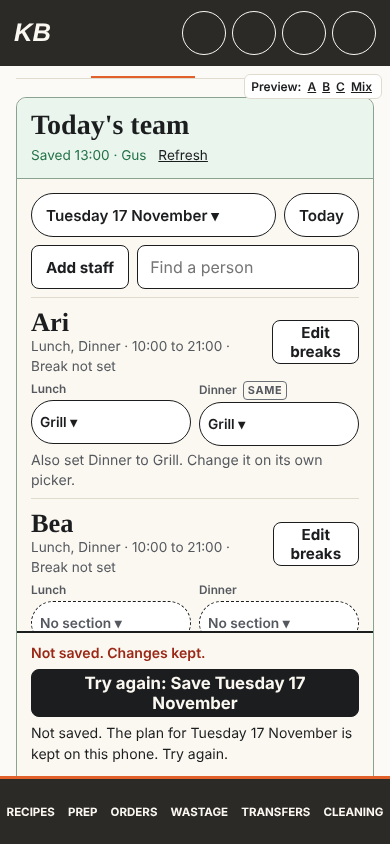 KB
Preview: A B C Mix
Today's team
Saved 13:00 · Gus Refresh
Tuesday 17 November ▾
Today
Add staff
Find a person
Ari
Lunch, Dinner · 10:00 to 21:00 ·
Break not set
Edit
breaks
Lunch
Dinner SAME
Grill ▾
Grill ▾
Also set Dinner to Grill. Change it on its own
picker.
Bea
Lunch, Dinner · 10:00 to 21:00 ·
Break not set
Edit
breaks
Lunch
Dinner
No section ▾
No section ▾
Not saved. Changes kept.
Try again: Save Tuesday 17
November
Not saved. The plan for Tuesday 17 November is
kept on this phone. Try again.
RECIPES PREP ORDERS WASTAGE TRANSFERS CLEANING